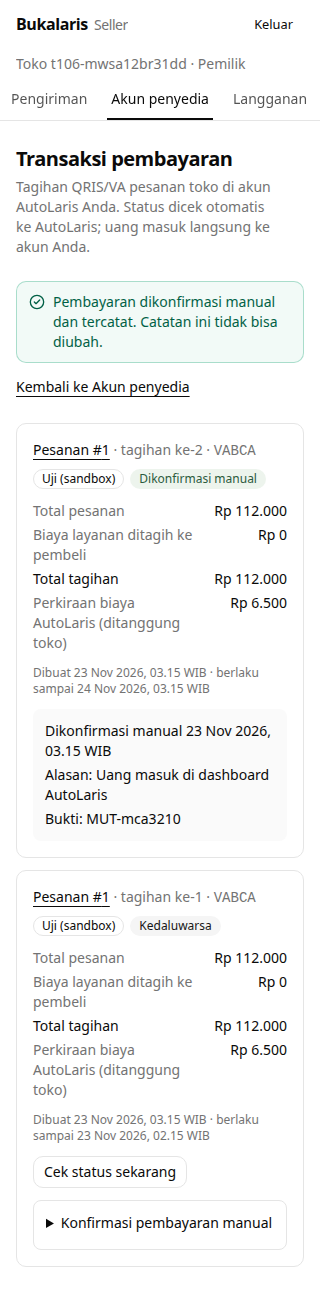 Bukalaris Seller
Keluar
Toko t106-mwsa12br31dd · Pemilik
Pengiriman
Akun penyedia
Langganan
Transaksi pembayaran
Tagihan QRIS/VA pesanan toko di akun
AutoLaris Anda. Status dicek otomatis
ke AutoLaris; uang masuk langsung ke
akun Anda.
Pembayaran dikonfirmasi manual
dan tercatat. Catatan ini tidak bisa
diubah.
Kembali ke Akun penyedia
Pesanan #1 · tagihan ke-2 · VABCA
Uji (sandbox)
Dikonfirmasi manual
Total pesanan Rp 112.000
Biaya layanan ditagih ke Rp 0
pembeli
Total tagihan Rp 112.000
Perkiraan biaya Rp 6.500
AutoLaris (ditanggung
toko)
Dibuat 23 Nov 2026, 03.15 WIB · berlaku
sampai 24 Nov 2026, 03.15 WIB
Dikonfirmasi manual 23 Nov 2026,
03.15 WIB
Alasan: Uang masuk di dashboard
AutoLaris
Bukti: MUT-mca3210
Pesanan #1 · tagihan ke-1 · VABCA
Uji (sandbox)
Kedaluwarsa
Total pesanan Rp 112.000
Biaya layanan ditagih ke Rp 0
pembeli
Total tagihan Rp 112.000
Perkiraan biaya Rp 6.500
AutoLaris (ditanggung
toko)
Dibuat 23 Nov 2026, 03.15 WIB · berlaku
sampai 23 Nov 2026, 02.15 WIB
Cek status sekarang
Konfirmasi pembayaran manual